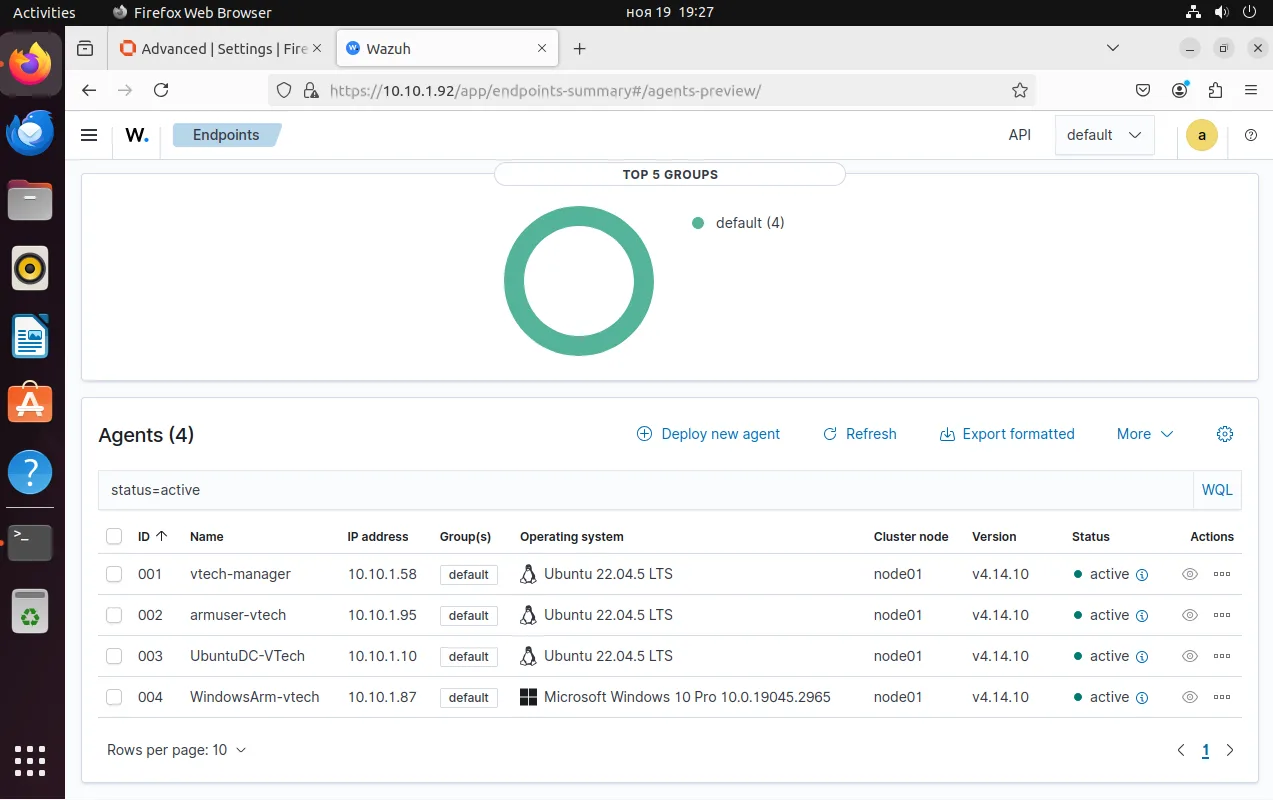 Activities Firefox Web Browser ноя 19 19:27
Advanced | Settings | Fire Wazuh
https://10.10.1.92/app/endpoints-summary#/agents-preview/
W. Endpoints API default a
TOP 5 GROUPS
default (4)
Agents (4) Deploy new agent Refresh Export formatted More
status=active WQL
ID Name IP address Group(s) Operating system Cluster node Version Status Actions
001 vtech-manager 10.10.1.58 default Ubuntu 22.04.5 LTS node01 v4.14.10 active
002 armuser-vtech 10.10.1.95 default Ubuntu 22.04.5 LTS node01 v4.14.10 active
003 UbuntuDC-VTech 10.10.1.10 default Ubuntu 22.04.5 LTS node01 v4.14.10 active
004 WindowsArm-vtech 10.10.1.87 default Microsoft Windows 10 Pro 10.0.19045.2965 node01 v4.14.10 active
Rows per page: 10 1